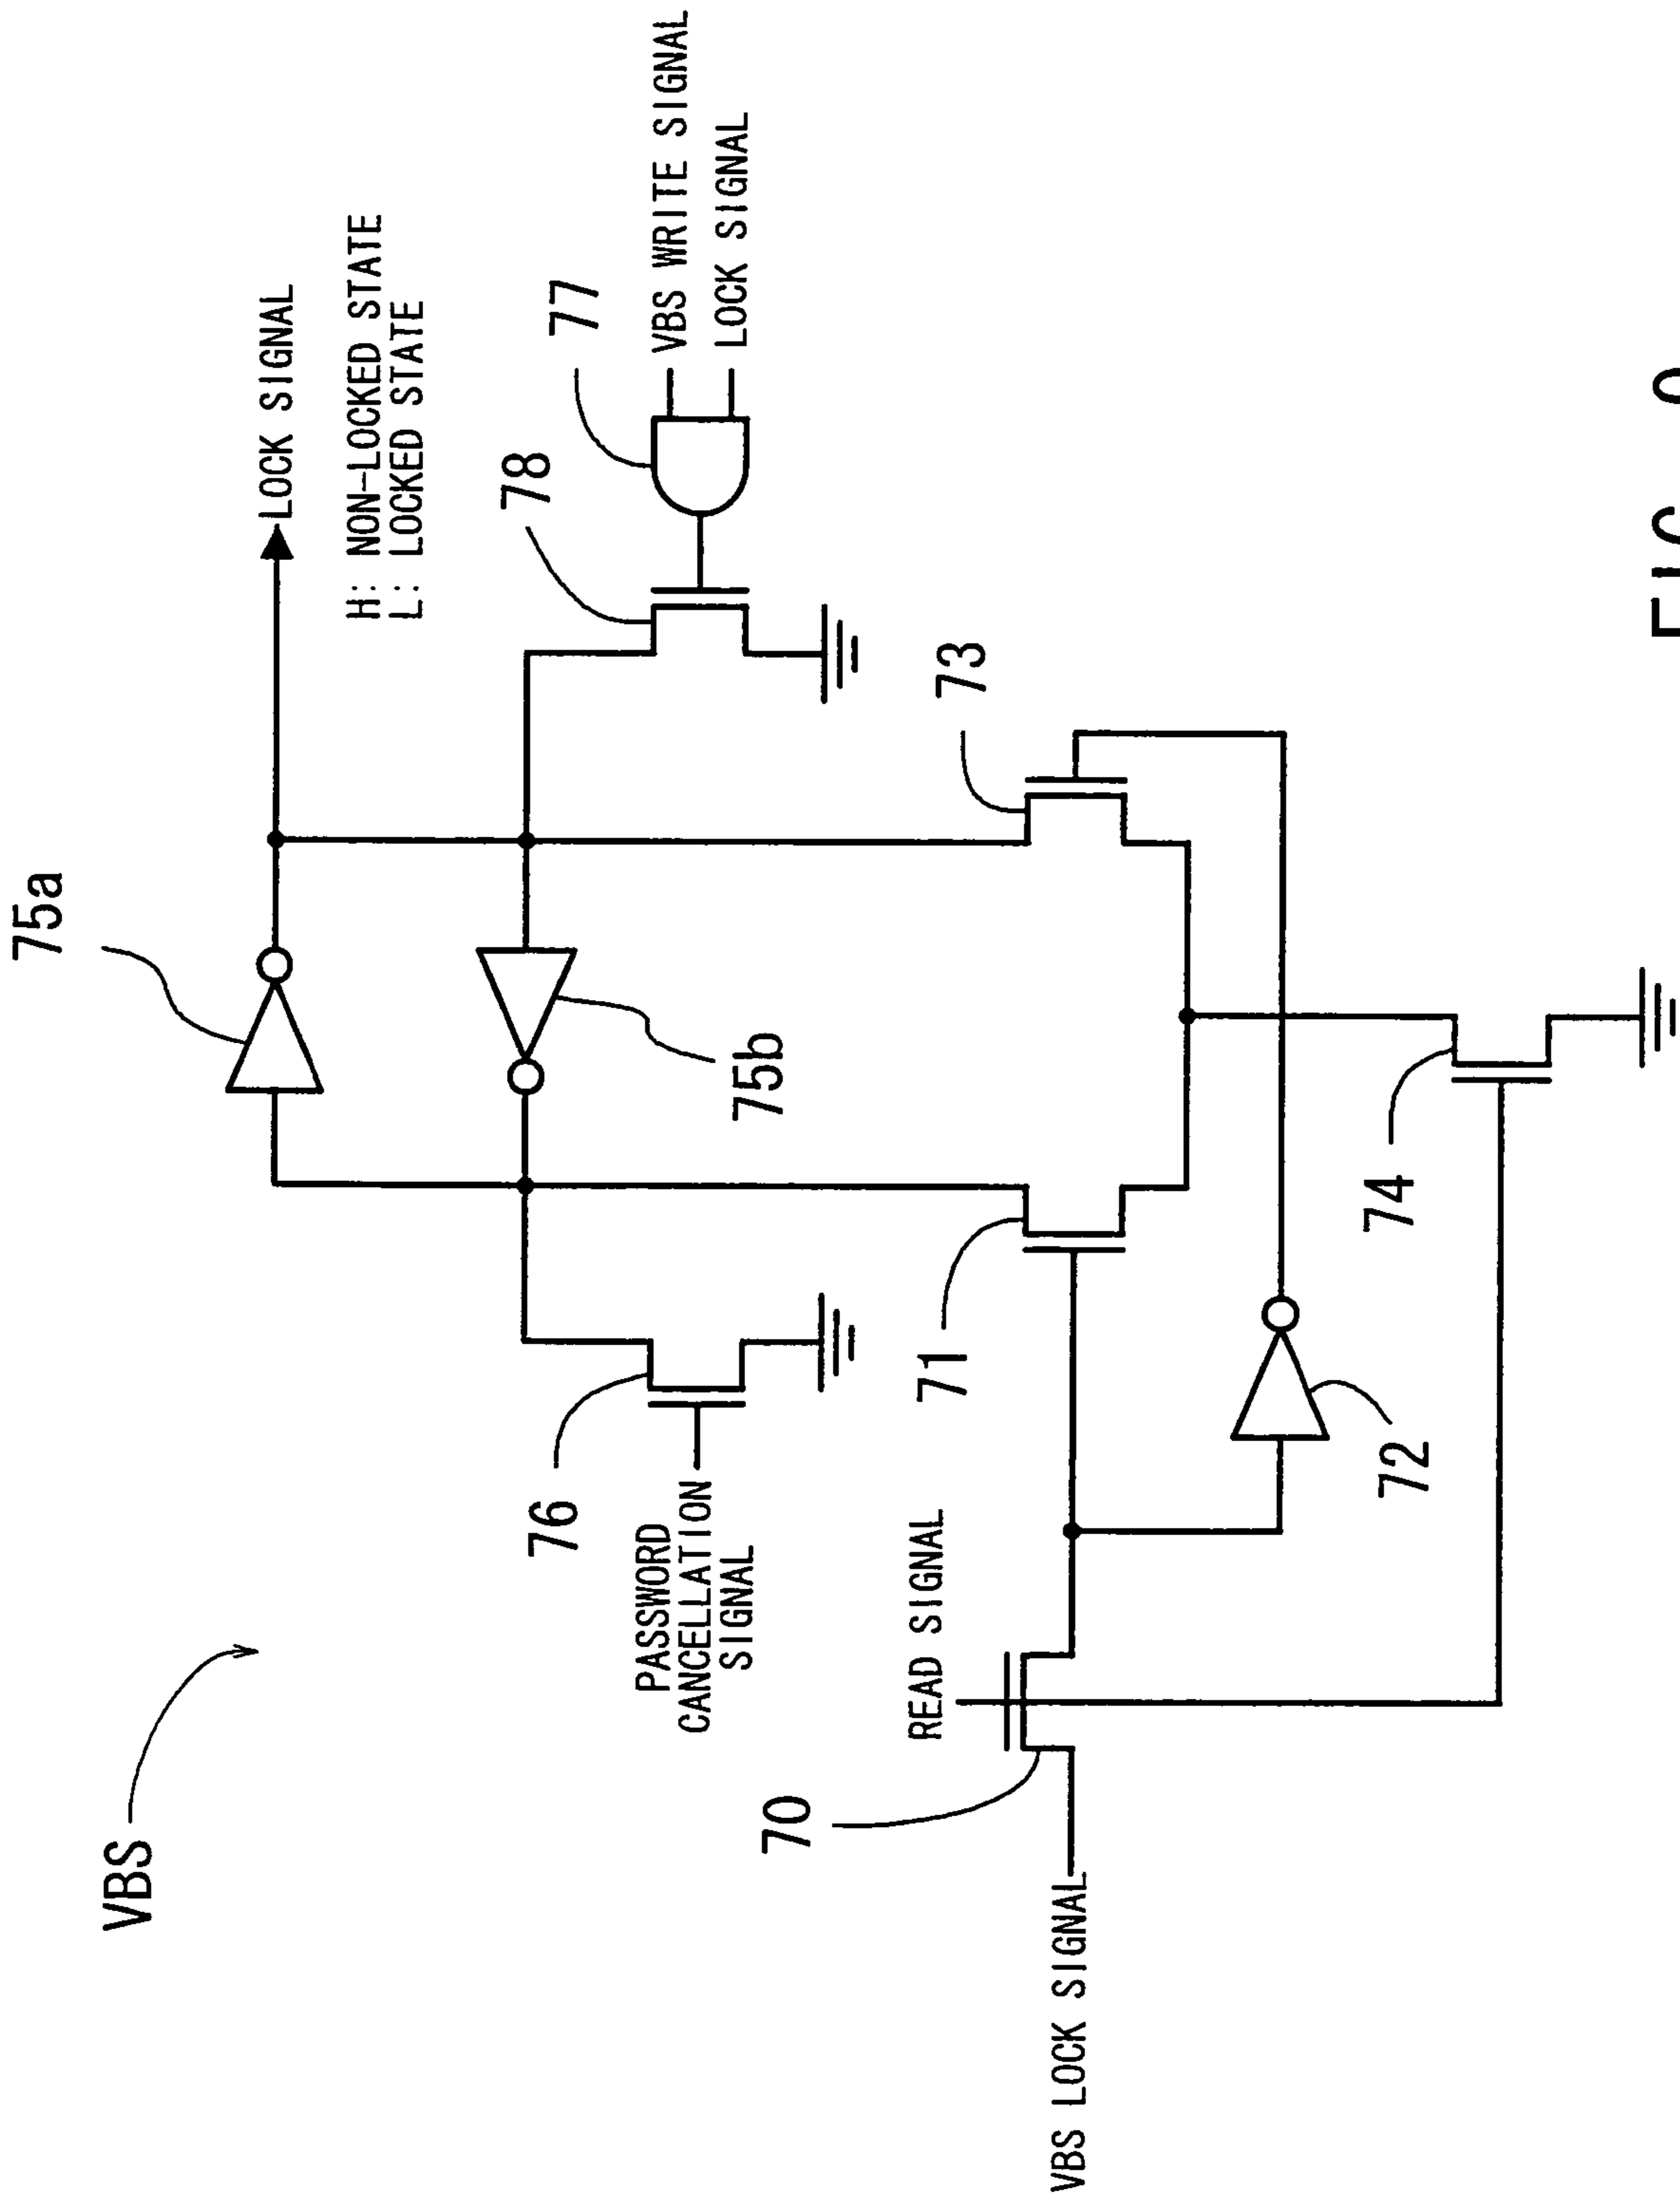 75a
VBS
LOCK SIGNAL
H: NON-LOCKED STATE
L: LOCKED STATE
78
76
77
PASSWORD
CANCELLATION
SIGNAL
VBS WRITE SIGNAL
LOCK SIGNAL
75b
70
READ SIGNAL
71
73
VBS LOCK SIGNAL
74
72